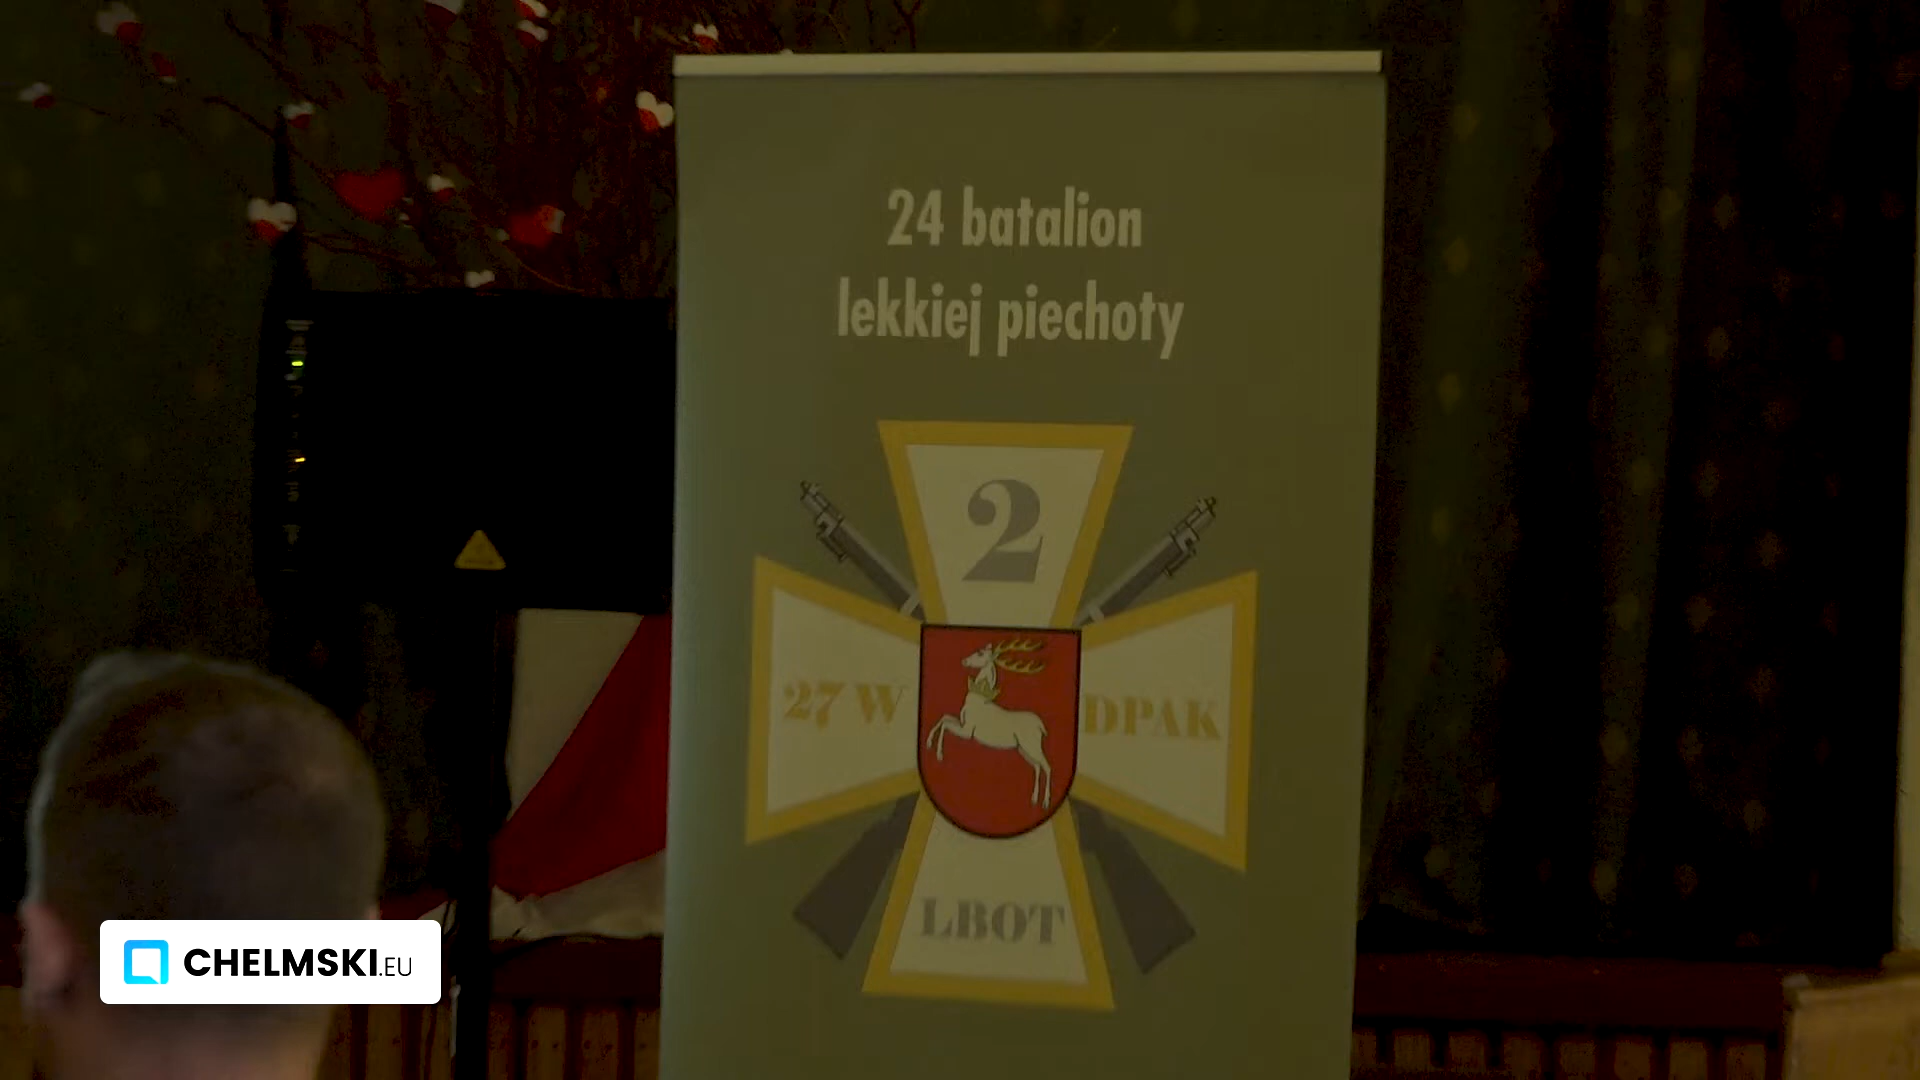 24 batalion
lekkiej piechoty
2
27 W DPAK
LBOT
CHELMSKI.EU